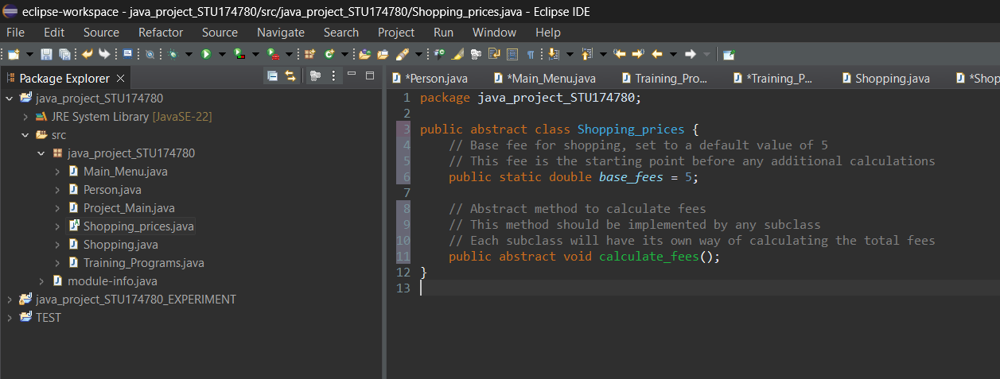 eclipse-workspace - java_project_STU174780/src/java_project_STU174780/Shopping_prices.java - Eclipse IDE
File Edit Source Refactor Source Navigate Search Project Run Window Help
Package Explorer
java_project_STU174780
JRE System Library [JavaSE-22]
src
java_project_STU174780
Main_Menu.java
Person.java
Project_Main.java
Shopping_prices.java
Shopping.java
Training_Programs.java
module-info.java
java_project_STU174780_EXPERIMENT
TEST
*Person.java *Main_Menu.java Training_Pro... *Training_P... Shopping.java *Shop
1 package java_project_STU174780;
2
3 public abstract class Shopping_prices {
4 // Base fee for shopping, set to a default value of 5
5 // This fee is the starting point before any additional calculations
6 public static double base_fees = 5;
7
8 // Abstract method to calculate fees
9 // This method should be implemented by any subclass
10 // Each subclass will have its own way of calculating the total fees
11 public abstract void calculate_fees();
12 }
13